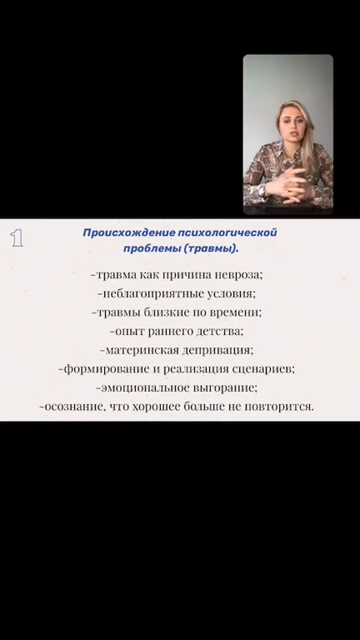 1
Происхождение психологической
проблемы (травмы).
-травма как причина невроза;
-неблагоприятные условия;
-травмы близкие по времени;
-опыт раннего детства;
-материнская депривация;
-формирование и реализация сценариев;
-эмоциональное выгорание;
-осознание, что хорошее больше не повторится.